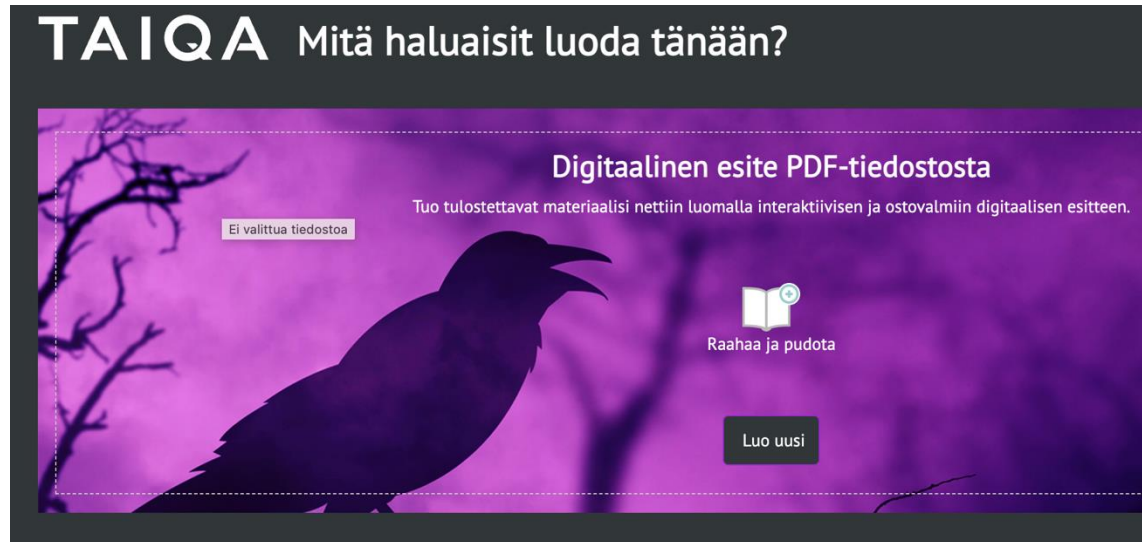 TAIQA Mitä haluaisit luoda tänään?
Digitaalinen esite PDF-tiedostosta
Tuo tulostettavat materiaalisi nettiin luomalla interaktiivisen ja ostovalmiin digitaalisen esitteen.
Ei valittua tiedostoa
Raahaa ja pudota
Luo uusi